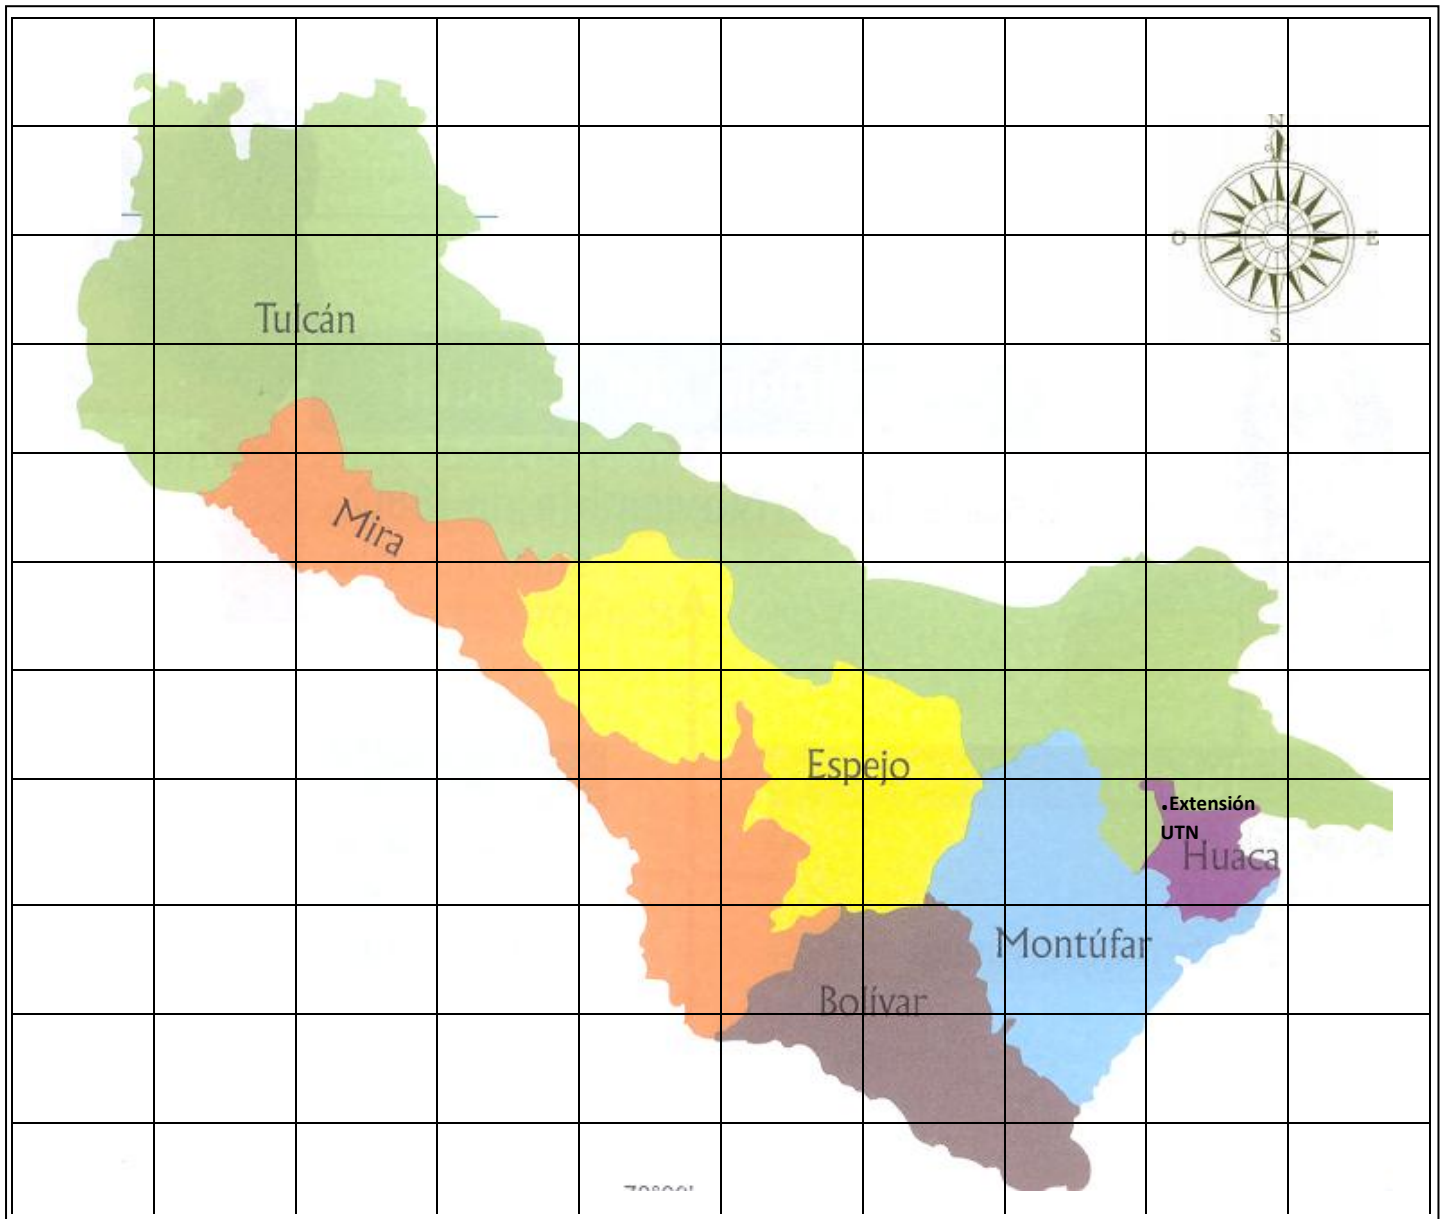 N
O E
S
Tulcán
Mira
Espejo
.Extensión
UTN
Huaca
Montúfar
Bolívar